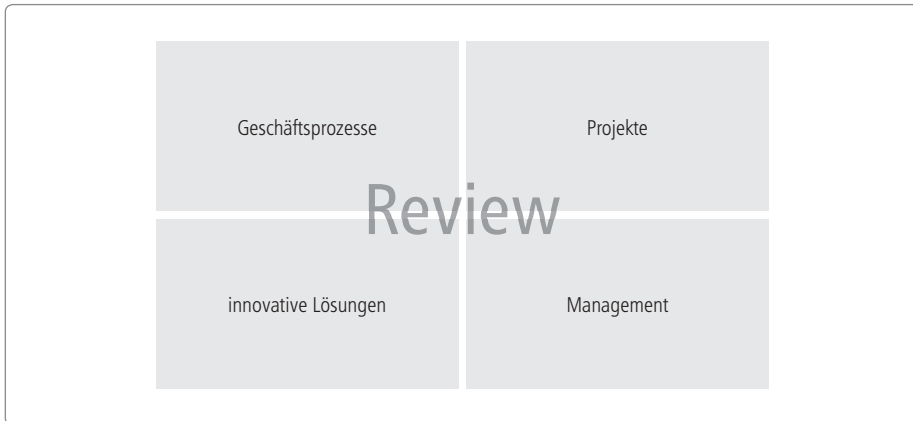 Geschäftsprozesse
Projekte
Review
innovative Lösungen
Management